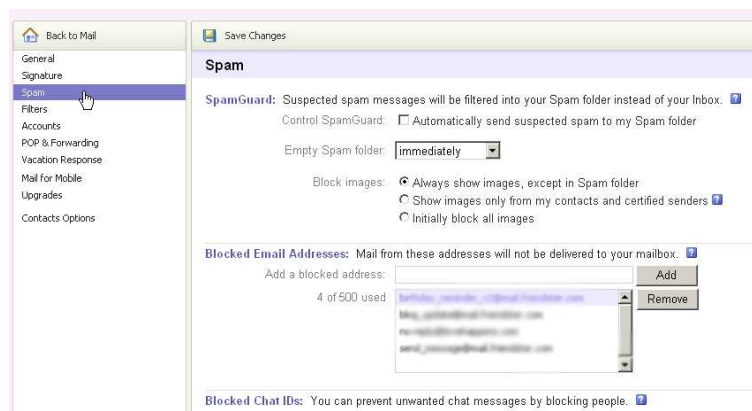 Back to Mail
Save Changes
General
Signature
Spam
Filters
Accounts
POP & Forwarding
Vacation Response
Mail for Mobile
Upgrades
Contacts Options
Spam
SpamGuard: Suspected spam messages will be filtered into your Spam folder instead of your Inbox. ?
Control SpamGuard: Automatically send suspected spam to my Spam folder
Empty Spam folder: immediately
Block images: Always show images, except in Spam folder
Show images only from my contacts and certified senders ?
Initially block all images
Blocked Email Addresses: Mail from these addresses will not be delivered to your mailbox. ?
Add a blocked address: Add
4 of 500 used Remove
Blocked Chat IDs: You can prevent unwanted chat messages by blocking people. ?